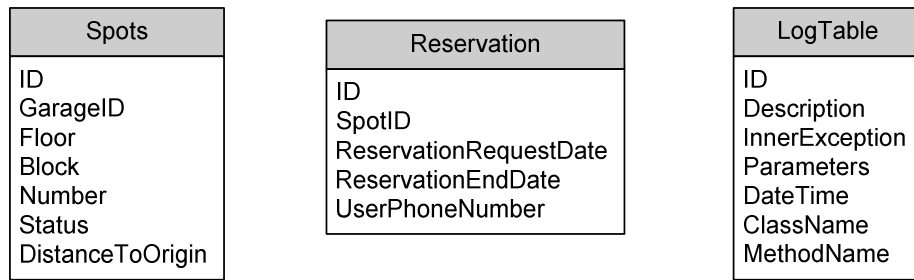 Spots
ID
GarageID
Floor
Block
Number
Status
DistanceToOrigin
Reservation
ID
SpotID
ReservationRequestDate
ReservationEndDate
UserPhoneNumber
LogTable
ID
Description
InnerException
Parameters
DateTime
ClassName
MethodName